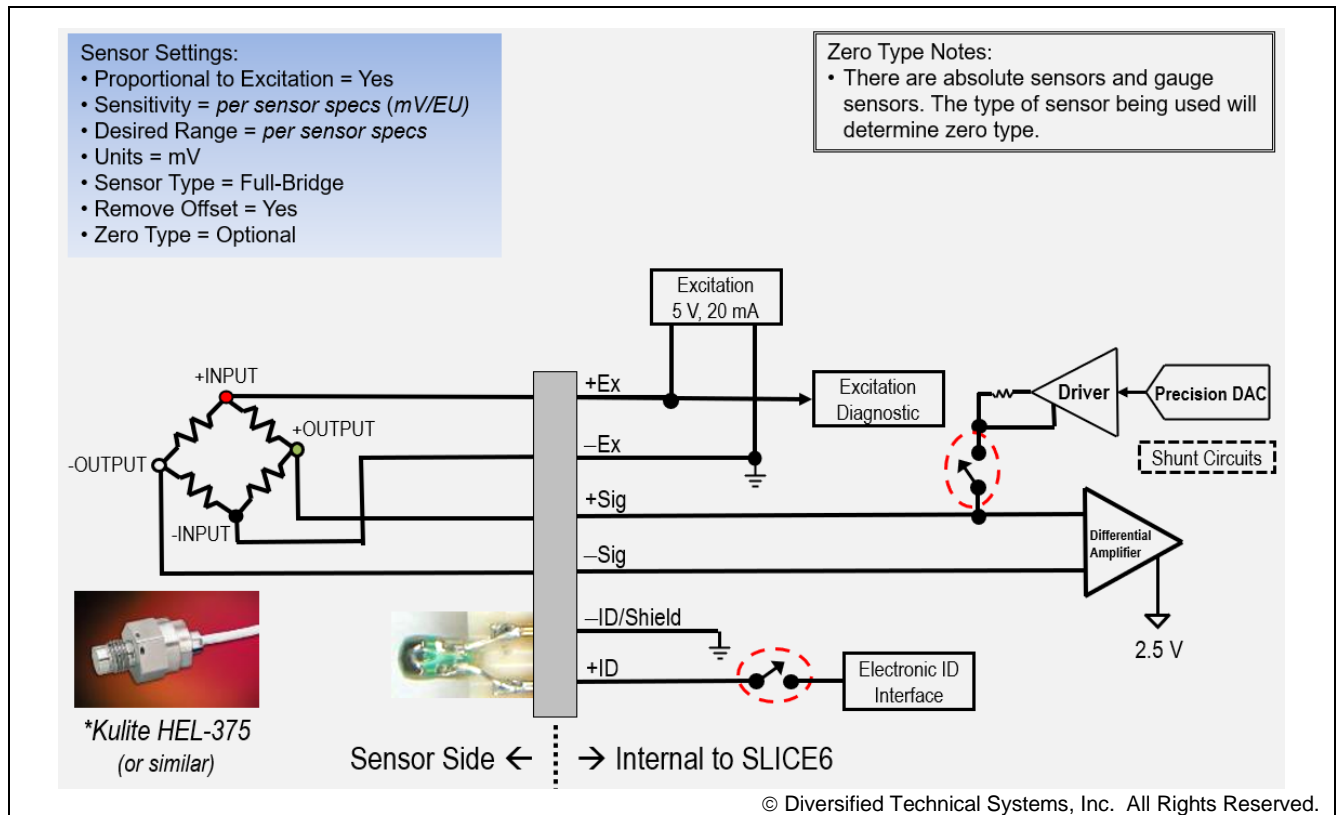 Sensor Settings:
• Proportional to Excitation = Yes
• Sensitivity = per sensor specs (mV/EU)
• Desired Range = per sensor specs
• Units = mV
• Sensor Type = Full-Bridge
• Remove Offset = Yes
• Zero Type = Optional
Zero Type Notes:
• There are absolute sensors and gauge
sensors. The type of sensor being used will
determine zero type.
Excitation
5 V, 20 mA
+INPUT
+OUTPUT
-OUTPUT
-INPUT
+Ex
–Ex
+Sig
–Sig
–ID/Shield
+ID
Excitation
Diagnostic
Driver
Precision DAC
Shunt Circuits
Differential
Amplifier
2.5 V
Electronic ID
Interface
*Kulite HEL-375
(or similar)
Sensor Side ←
→ Internal to SLICE6
© Diversified Technical Systems, Inc. All Rights Reserved.